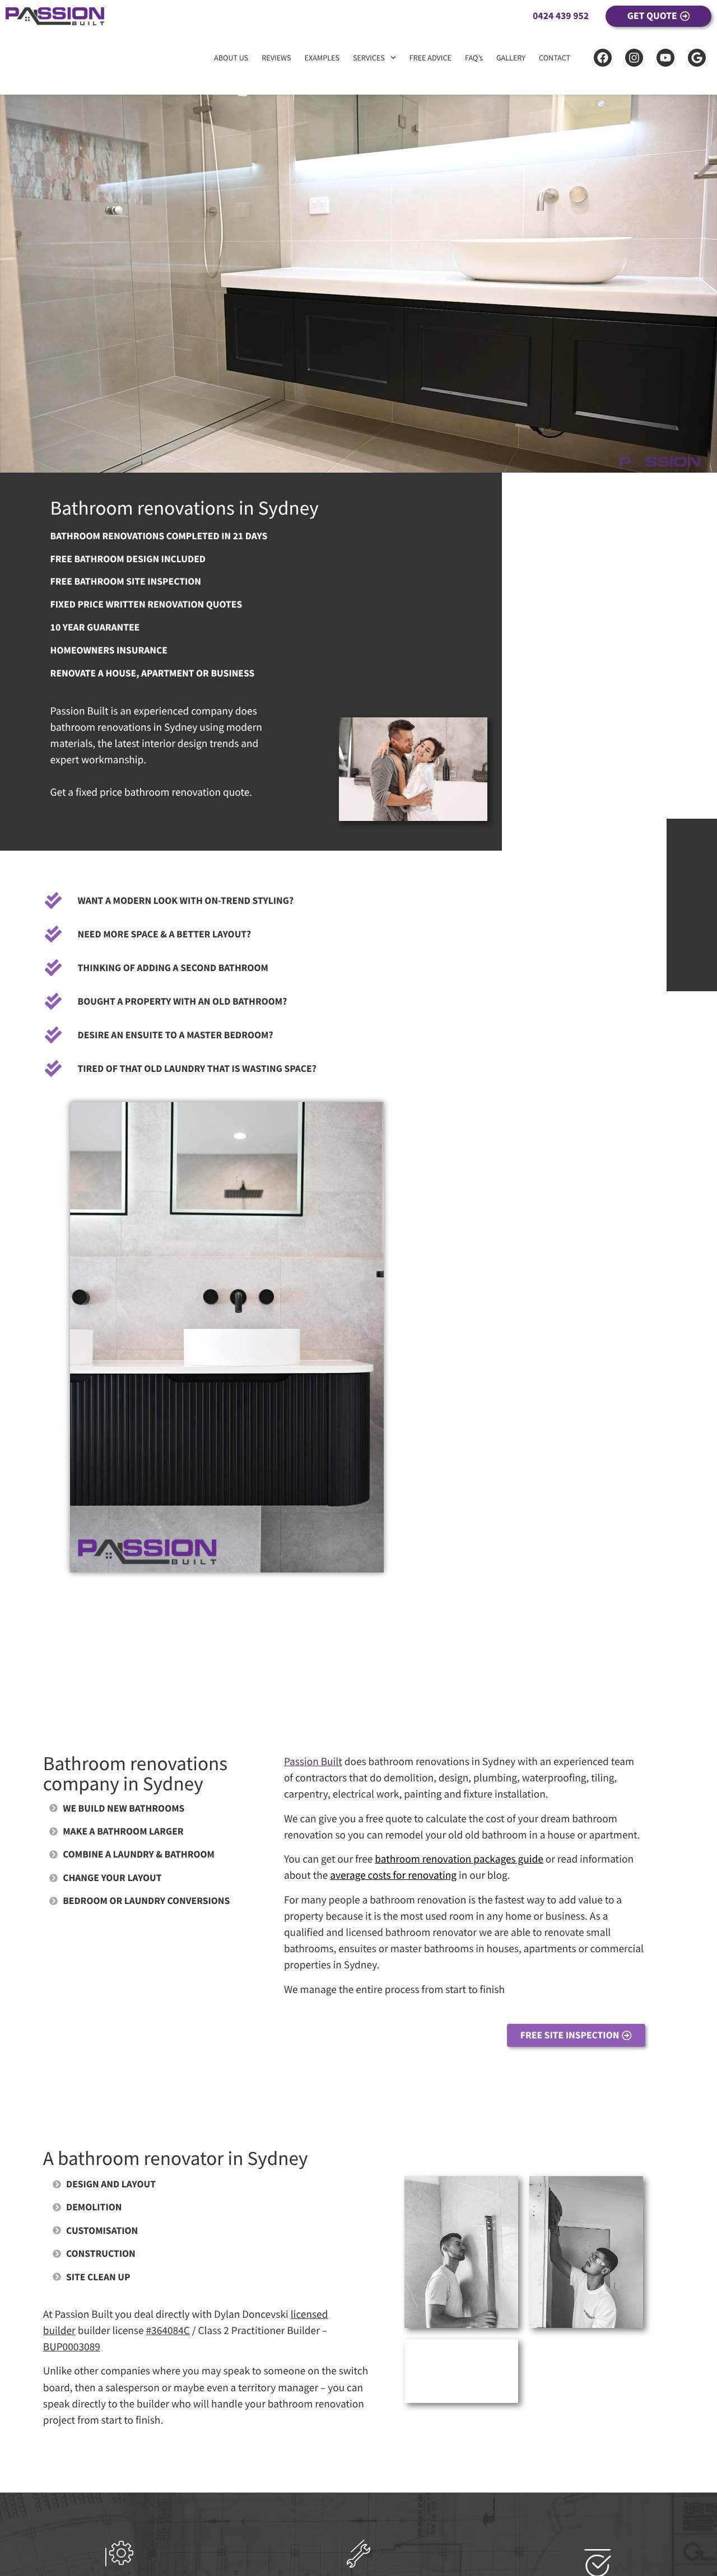 PASSION
BUILT
0424 439 952
GET QUOTE
ABOUT US
REVIEWS
EXAMPLES
SERVICES
FREE ADVICE
FAQ's
GALLERY
CONTACT
Bathroom renovations in Sydney
BATHROOM RENOVATIONS COMPLETED IN 21 DAYS
FREE BATHROOM DESIGN INCLUDED
FREE BATHROOM SITE INSPECTION
FIXED PRICE WRITTEN RENOVATION QUOTES
10 YEAR GUARANTEE
HOMEOWNERS INSURANCE
RENOVATE A HOUSE, APARTMENT OR BUSINESS
Passion Built is an experienced company does
bathroom renovations in Sydney using modern
materials, the latest interior design trends and
expert workmanship.
Get a fixed price bathroom renovation quote.
WANT A MODERN LOOK WITH ON-TREND STYLING?
NEED MORE SPACE & A BETTER LAYOUT?
THINKING OF ADDING A SECOND BATHROOM
BOUGHT A PROPERTY WITH AN OLD BATHROOM?
DESIRE AN ENSUITE TO A MASTER BEDROOM?
TIRED OF THAT OLD LAUNDRY THAT IS WASTING SPACE?
PASSION
BUILT
Bathroom renovations
company in Sydney
WE BUILD NEW BATHROOMS
MAKE A BATHROOM LARGER
COMBINE A LAUNDRY & BATHROOM
CHANGE YOUR LAYOUT
BEDROOM OR LAUNDRY CONVERSIONS
Passion Built does bathroom renovations in Sydney with an experienced team
of contractors that do demolition, design, plumbing, waterproofing, tiling,
carpentry, electrical work, painting and fixture installation.
We can give you a free quote to calculate the cost of your dream bathroom
renovation so you can remodel your old old bathroom in a house or apartment.
You can get our free bathroom renovation packages guide or read information
about the average costs for renovating in our blog.
For many people a bathroom renovation is the fastest way to add value to a
property because it is the most used room in any home or business. As a
qualified and licensed bathroom renovator we are able to renovate small
bathrooms, ensuites or master bathrooms in houses, apartments or commercial
properties in Sydney.
We manage the entire process from start to finish
FREE SITE INSPECTION
A bathroom renovator in Sydney
DESIGN AND LAYOUT
DEMOLITION
CUSTOMISATION
CONSTRUCTION
SITE CLEAN UP
At Passion Built you deal directly with Dylan Doncevski licensed
builder builder license #364084C / Class 2 Practitioner Builder –
BUP0003089
Unlike other companies where you may speak to someone on the switch
board, then a salesperson or maybe even a territory manager – you can
speak directly to the builder who will handle your bathroom renovation
project from start to finish.